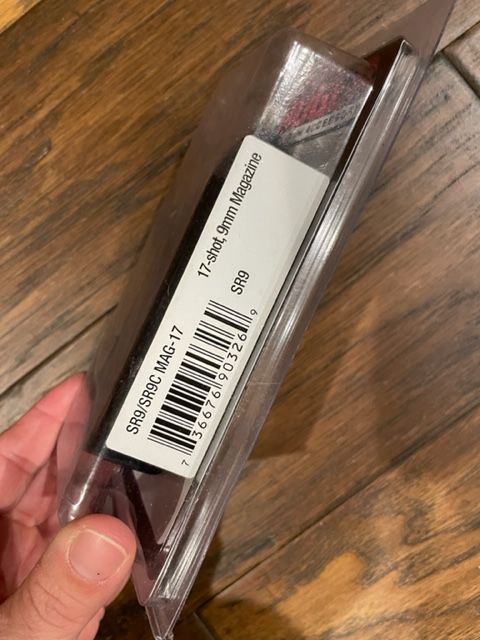 17-shot, 9mm Magazine
SR9/SR9C MAG-17
SR9
7 36676 90326 9